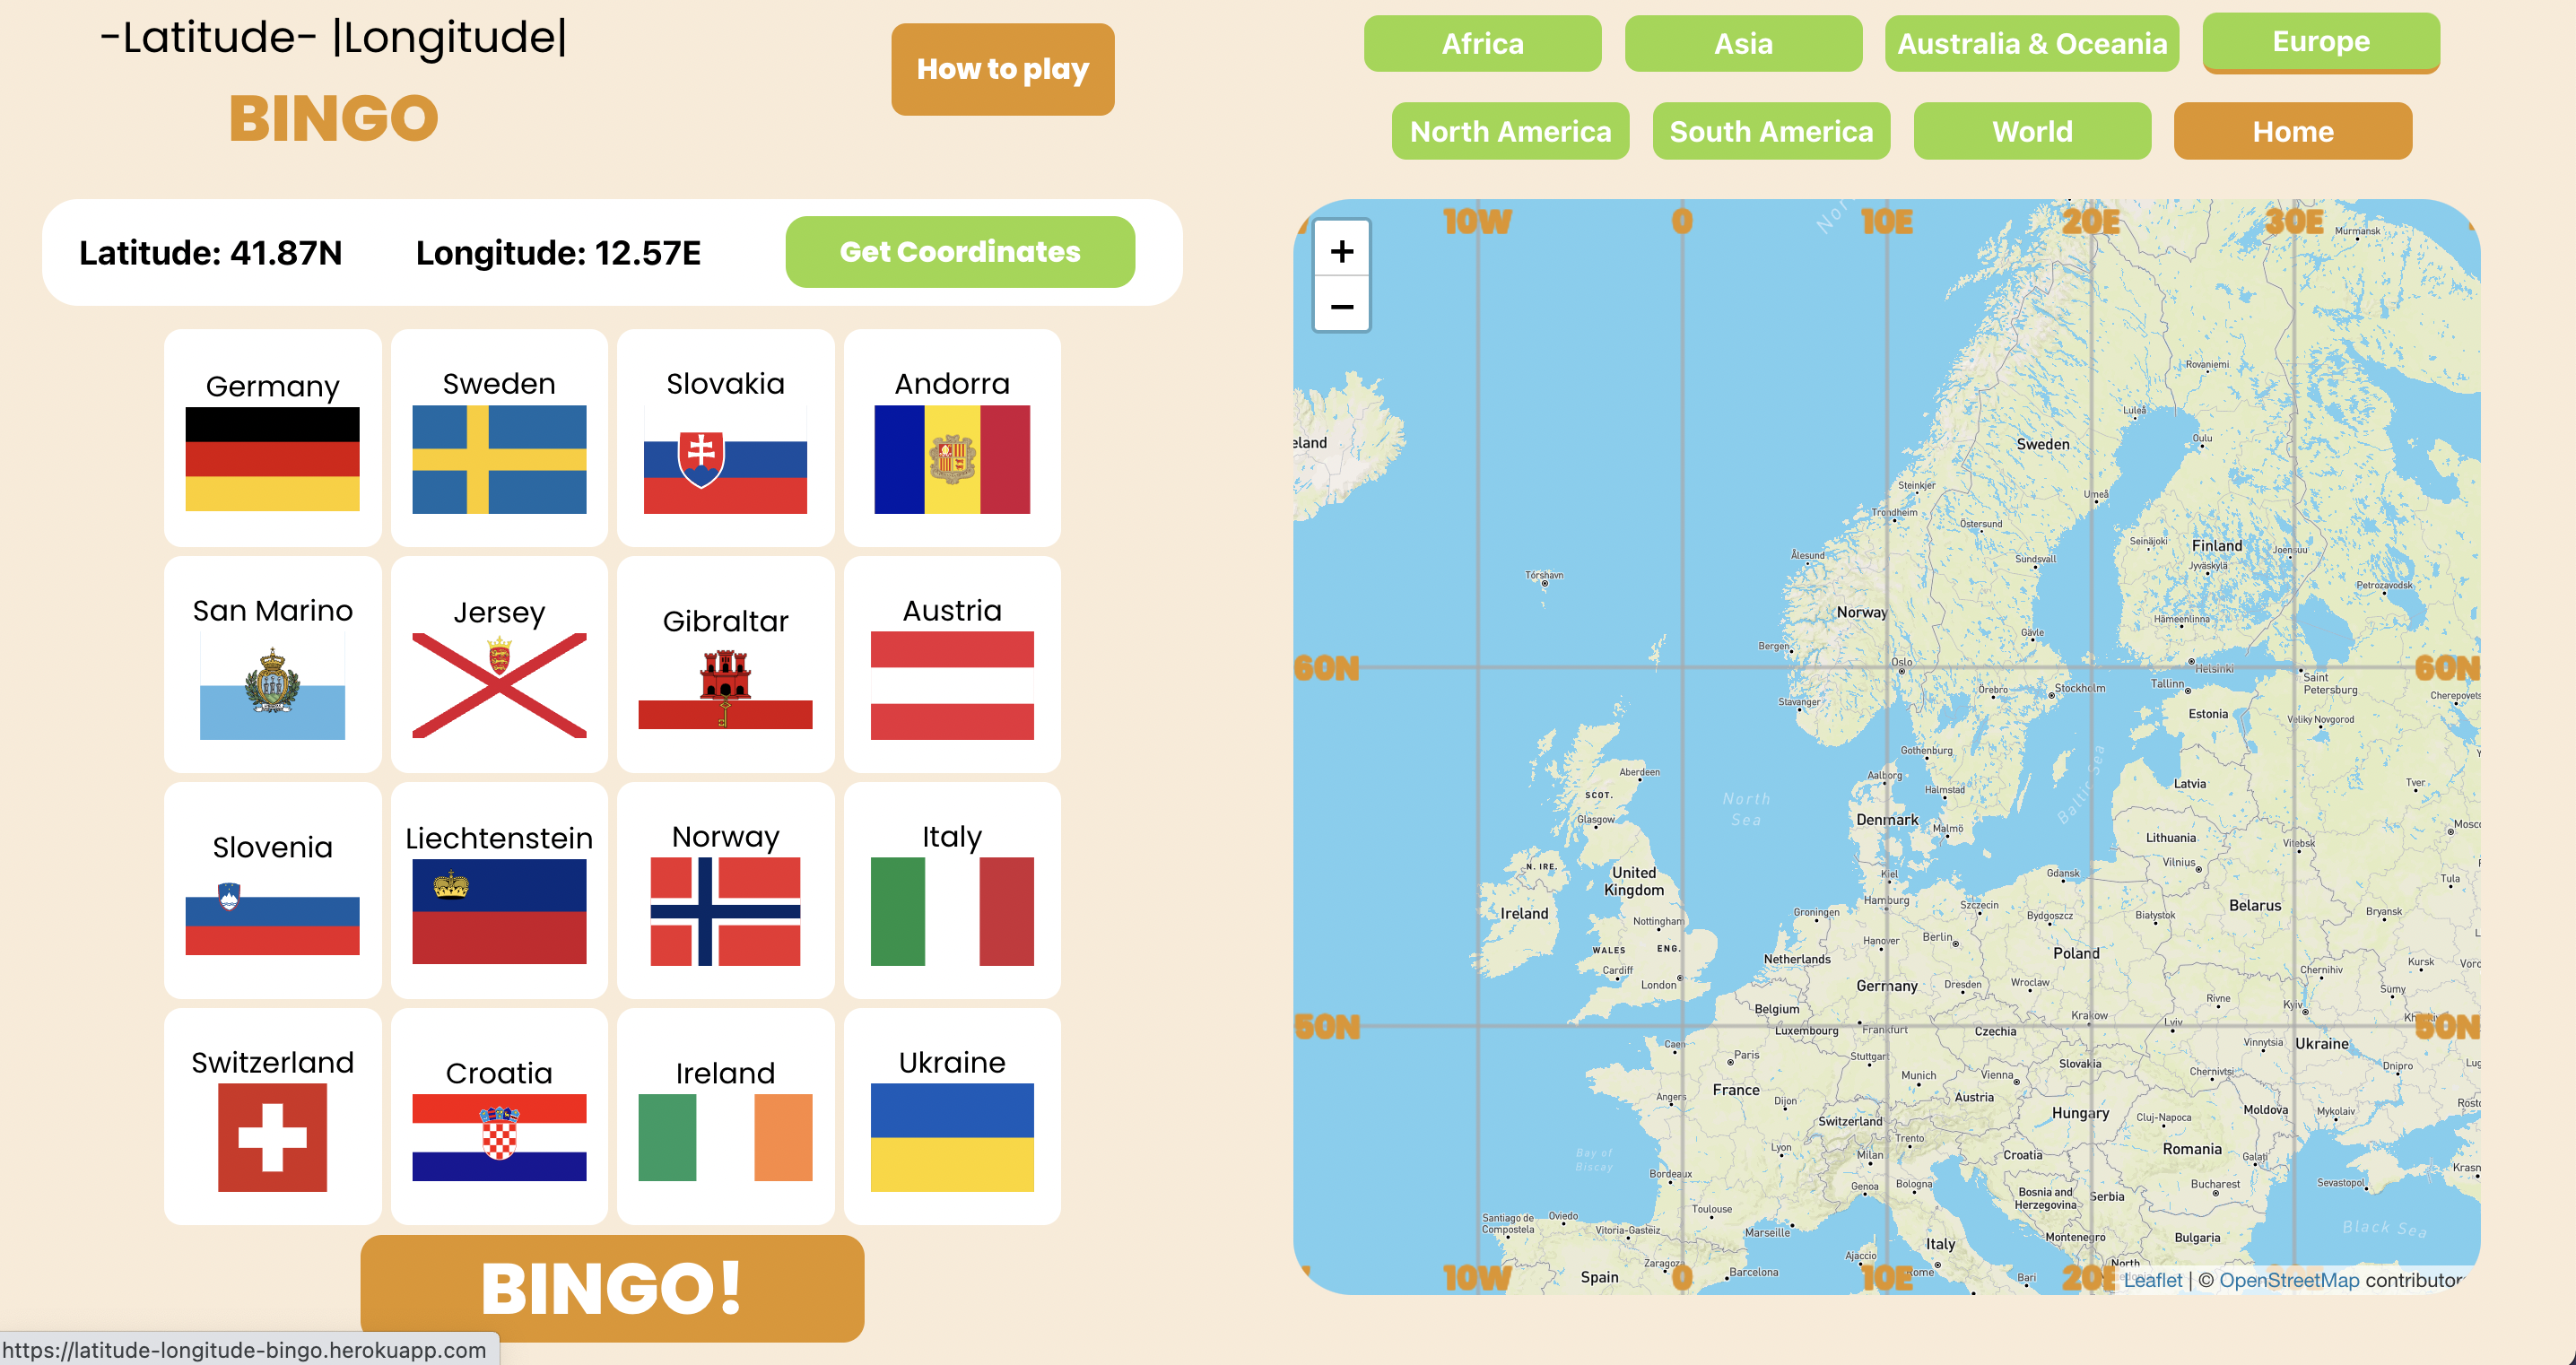 -Latitude- |Longitude|
BINGO
How to play
Africa
Asia
Australia & Oceania
Europe
North America
South America
World
Home
Latitude: 41.87N
Longitude: 12.57E
Get Coordinates
Germany
Sweden
Slovakia
Andorra
San Marino
Jersey
Gibraltar
Austria
Slovenia
Liechtenstein
Norway
Italy
Switzerland
Croatia
Ireland
Ukraine
BINGO!
https://latitude-longitude-bingo.herokuapp.com
+
−
10W
0
10E
20E
30E
Murmansk
Rovaniemi
Luleå
Oulu
eland
Sweden
Steinkjer
Umeå
Trondheim
Östersund
Seinäjoki
Finland
Joensuu
Ålesund
Sundsvall
Jyväskylä
Tórshavn
Petrozavodsk
Norway
Hämeenlinna
Gävle
Bergen
60N
Oslo
Helsinki
60N
Saint
Petersburg
Tallinn
Stockholm
Örebro
Cherepovets
Stavanger
Estonia
Veliky Novgorod
Gothenburg
Baltic Sea
Aberdeen
Aalborg
Latvia
Tver
SCOT.
Halmstad
North
Sea
Glasgow
Denmark
Malmö
Lithuania
Vitebsk
N. IRE.
Vilnius
United
Kingdom
Kiel
Gdansk
Tula
Hamburg
Szczecin
Belarus
Ireland
Groningen
Bydgoszcz
Białystok
Bryansk
Nottingham
Hanover
Berlin
WALES
ENG.
Netherlands
Poland
Kursk
Cardiff
Chernihiv
London
Germany
Dresden
Wroclaw
Sumy
Rivne
Kyiv
Belgium
Krakow
50N
Luxembourg
Frankfurt
Czechia
Lviv
50N
Caen
Vinnytsia
Ukraine
Paris
Stuttgart
Slovakia
France
Munich
Vienna
Chernivtsi
Dnipro
Angers
Dijon
Austria
Hungary
Cluj-Napoca
Moldova
Mykolaiv
Switzerland
Trento
Lyon
Milan
Croatia
Romania
Galați
Bay of
Biscay
Bordeaux
Genoa
Bologna
Bucharest
Sevastopol
Bosnia and
Herzegovina
Serbia
Santiago de
Compostela
Oviedo
Toulouse
Vitoria-Gasteiz
Marseille
Montenegro
Bulgaria
Black Sea
Italy
Ajaccio
Spain
Barcelona
Rome
Bari
North
10W
0
10E
Leaflet | © OpenStreetMap contributors